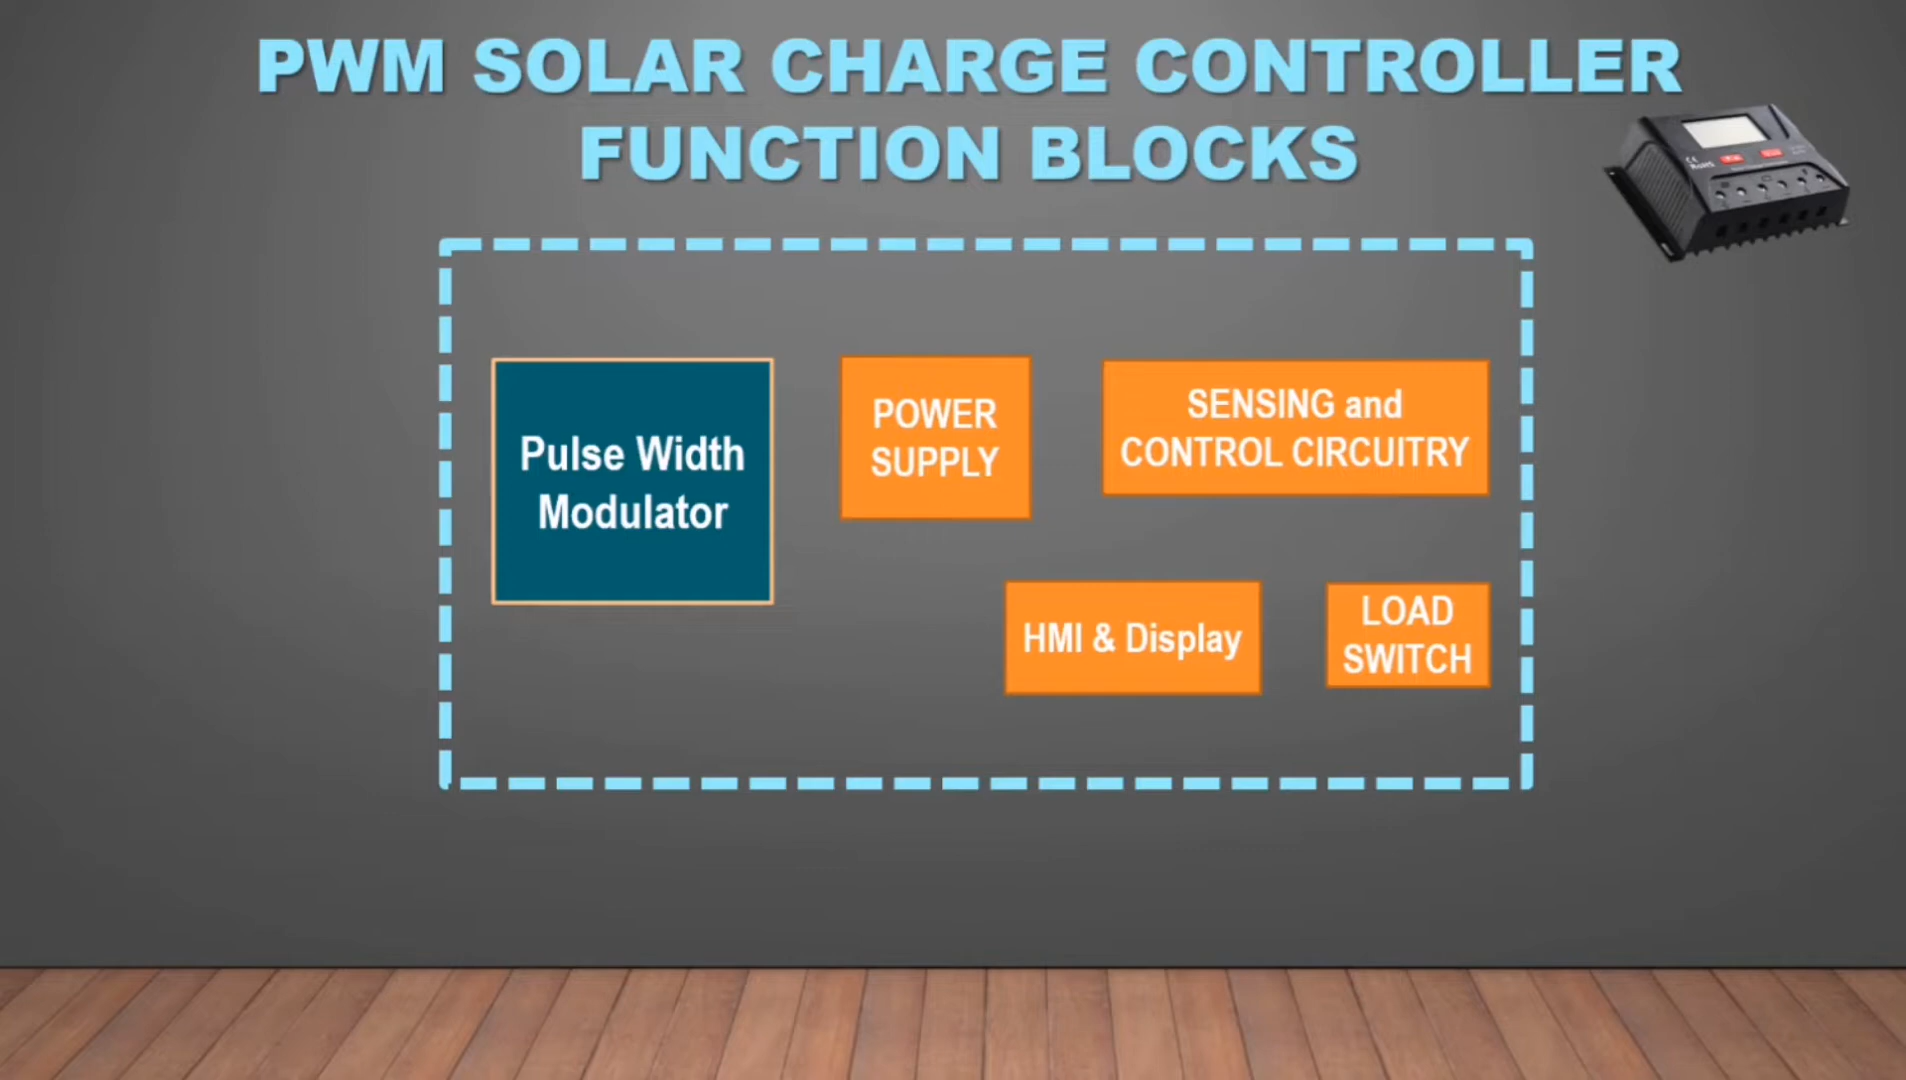 PWM SOLAR CHARGE CONTROLLER
FUNCTION BLOCKS
Pulse Width
Modulator
POWER
SUPPLY
SENSING and
CONTROL CIRCUITRY
HMI & Display
LOAD
SWITCH